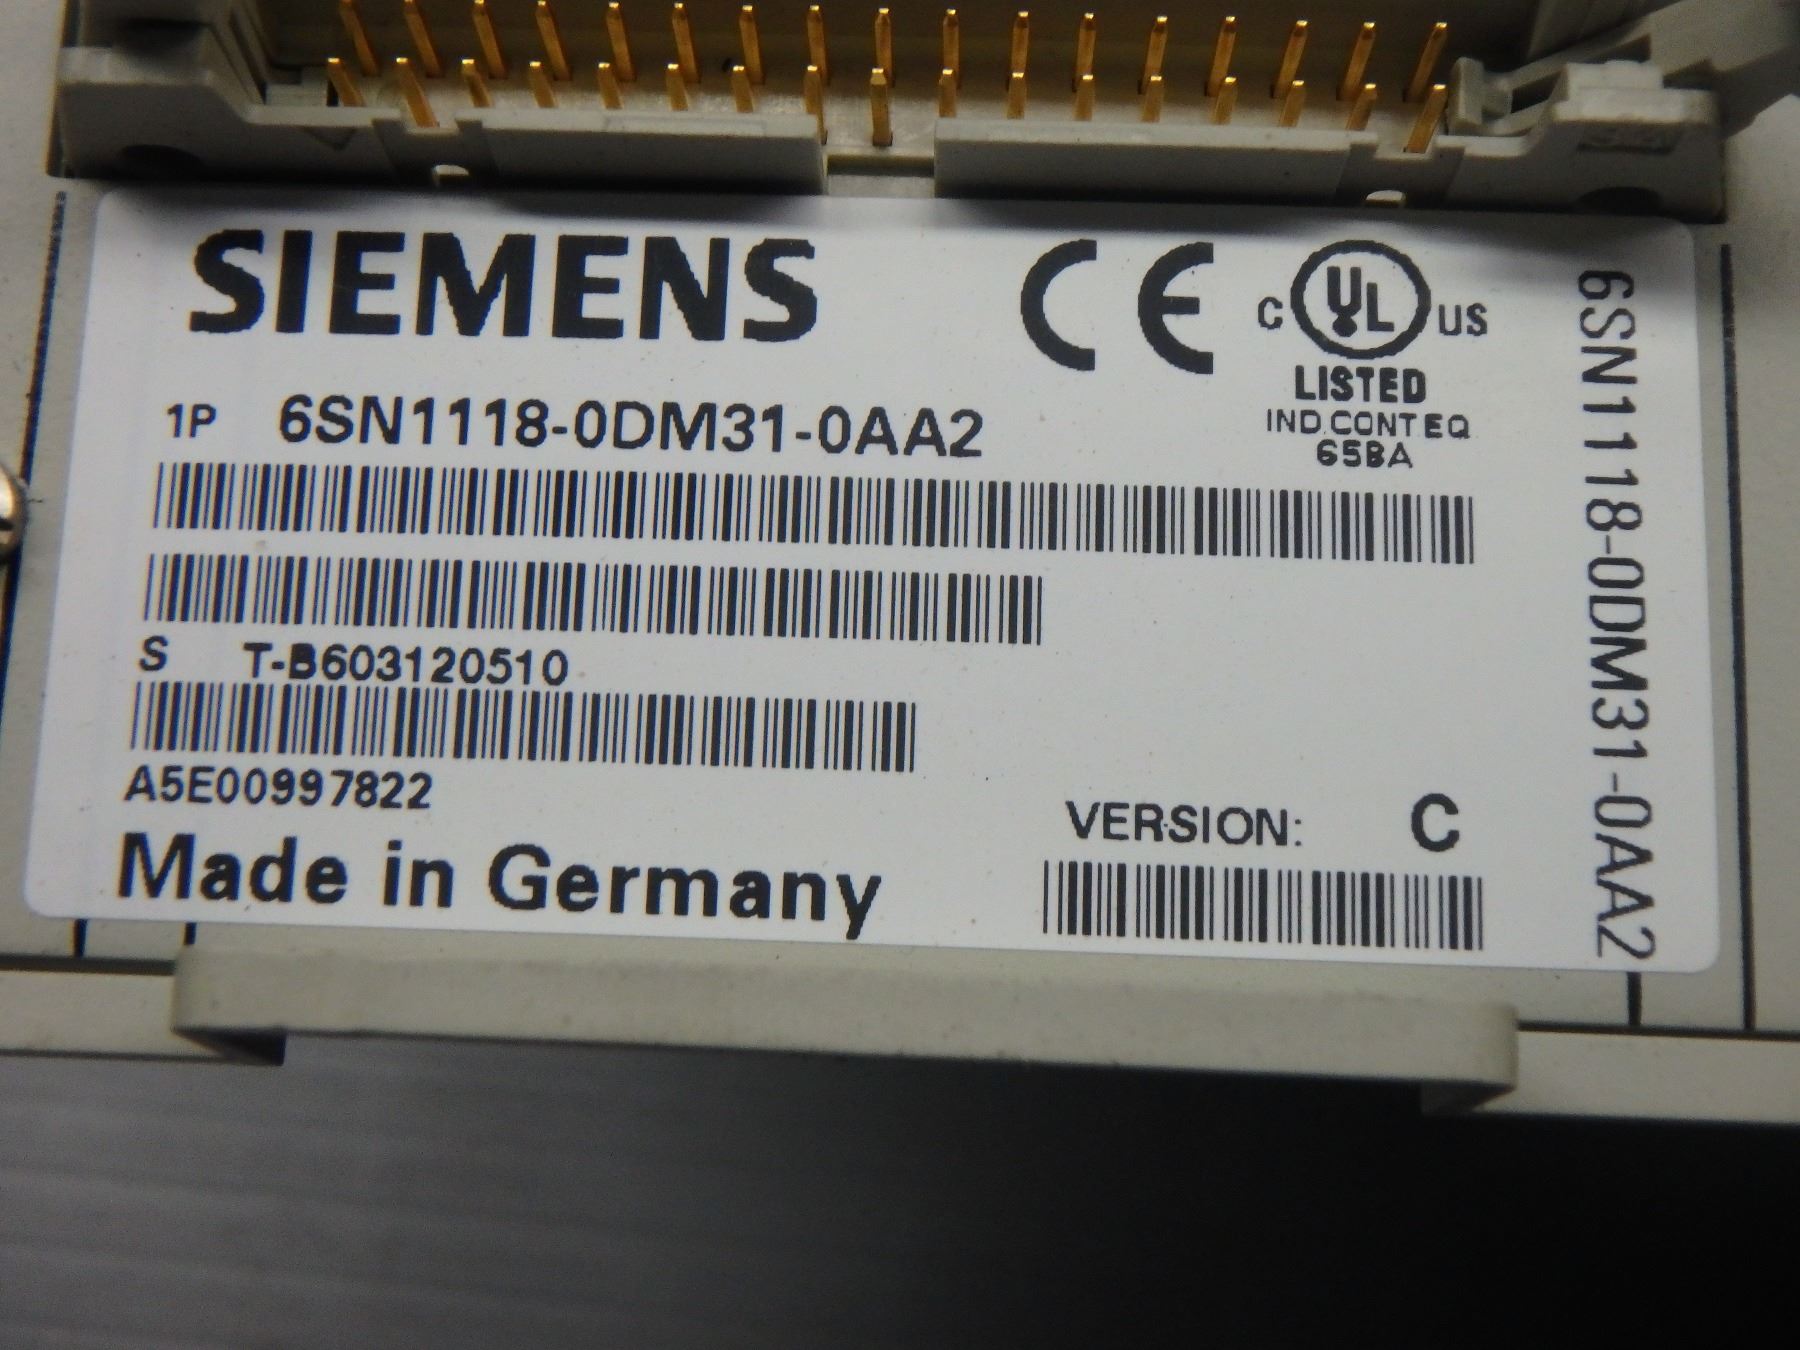 SIEMENS
CE
C UL US
LISTED
IND.CONT.EQ
65BA
1P 6SN1118-0DM31-0AA2
S T-B603120510
A5E00997822
Made in Germany
VERSION: C
6SN1118-0DM31-0AA2